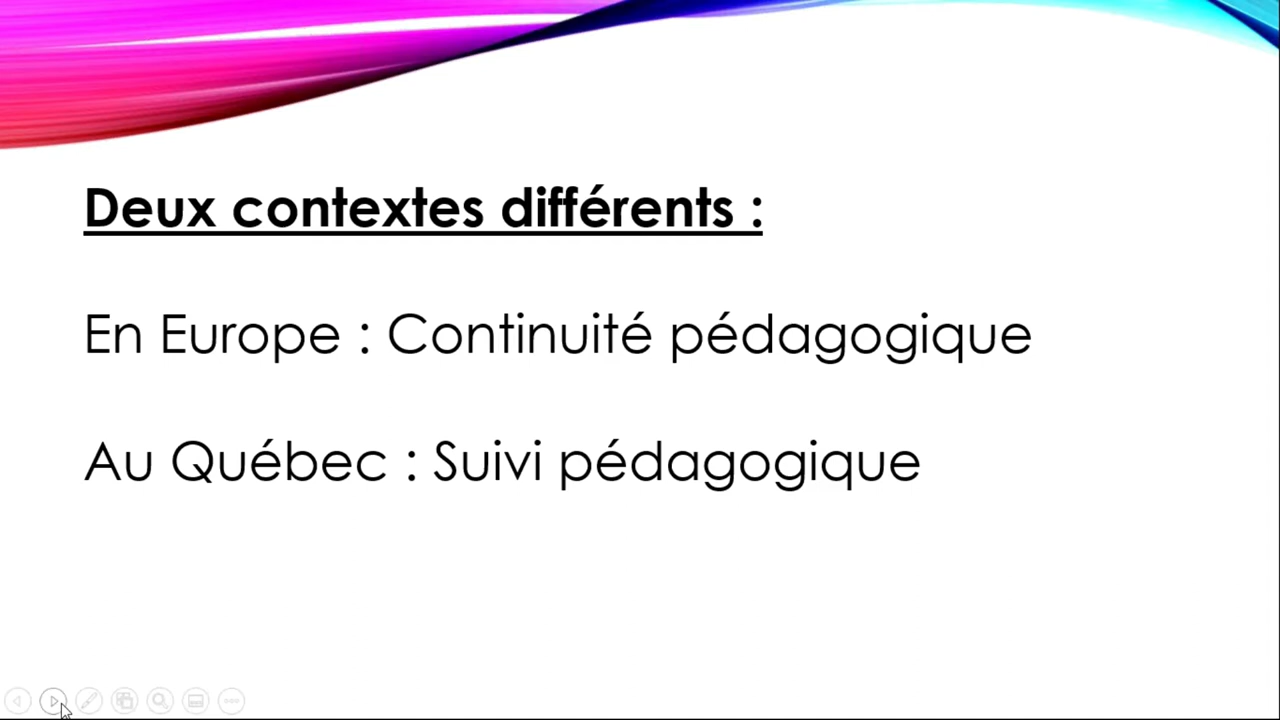 Deux contextes différents :
En Europe : Continuité pédagogique
Au Québec : Suivi pédagogique